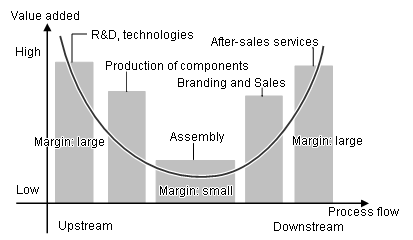 Value added
R&D, technologies
After-sales services
High
Production of components
Branding and Sales
Assembly
Margin: large
Margin: large
Low
Margin: small
Process flow
Upstream
Downstream